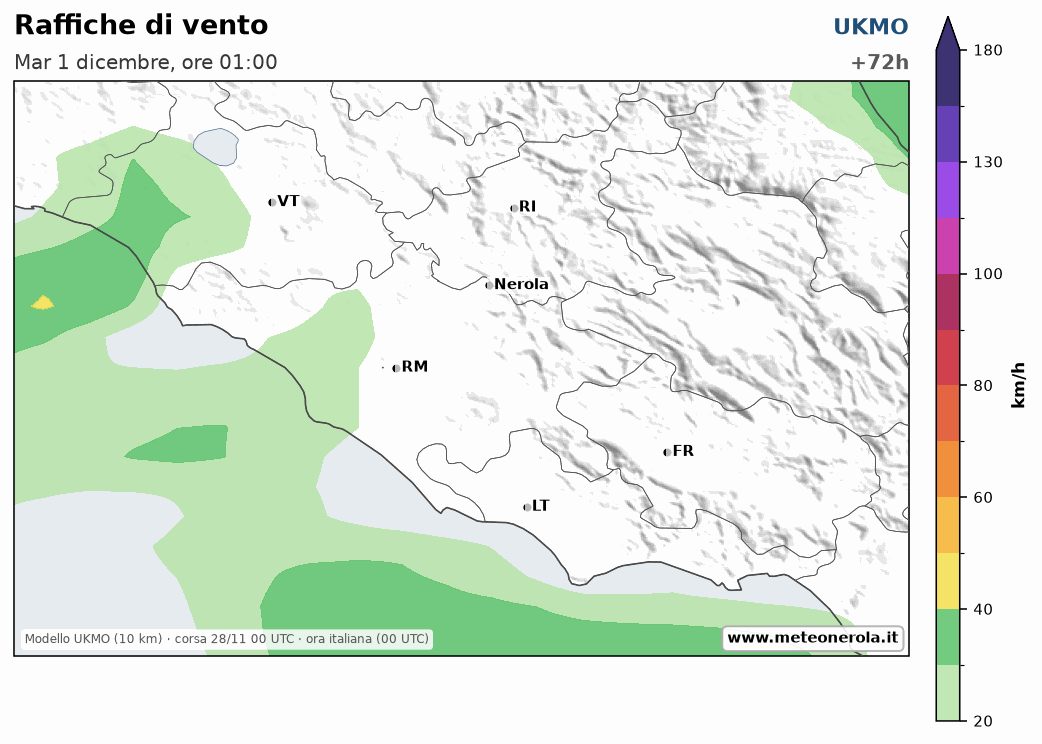 Raffiche di vento
UKMO
Mar 1 dicembre, ore 01:00
+72h
VT
RI
Nerola
RM
FR
LT
Modello UKMO (10 km) · corsa 28/11 00 UTC · ora italiana (00 UTC)
www.meteonerola.it
180
130
100
80
60
40
20
km/h